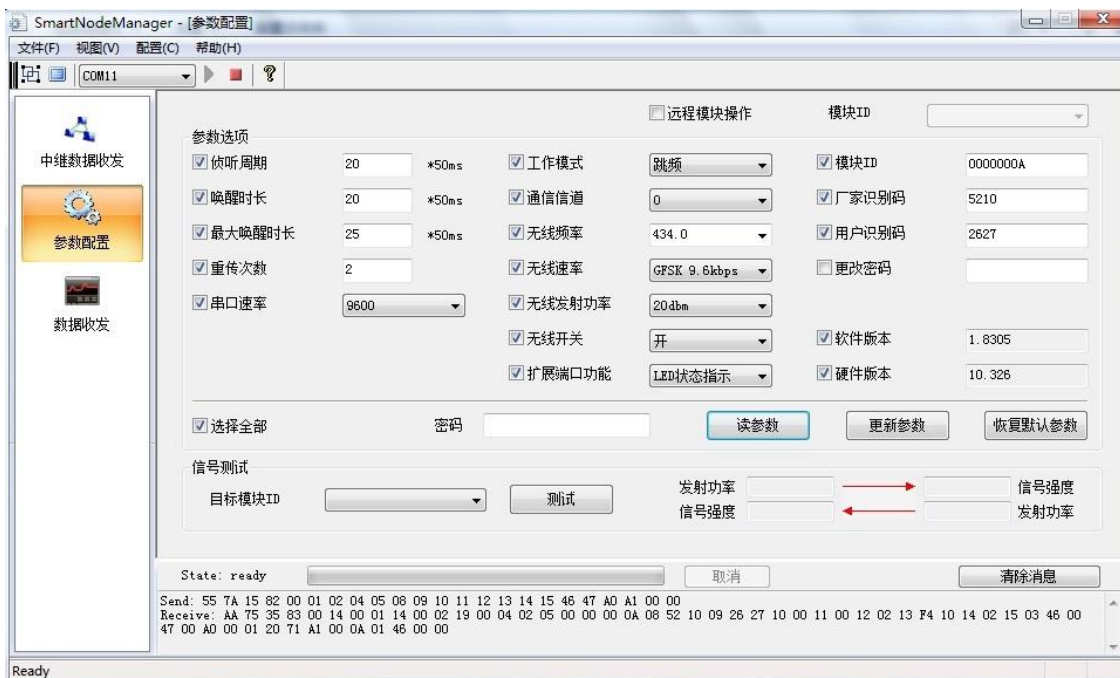 SmartNodeManager - [参数配置]
文件(F) 视图(V) 配置(C) 帮助(H)
COM11
中继数据收发
参数配置
数据收发
远程模块操作 模块ID
参数选项
侦听周期 20 *50ms 工作模式 跳频 模块ID 0000000A
唤醒时长 20 *50ms 通信信道 0 厂家识别码 5210
最大唤醒时长 25 *50ms 无线频率 434.0 用户识别码 2627
重传次数 2 无线速率 GFSK 9.6kbps 更改密码
串口速率 9600 无线发射功率 20dbm
无线开关 开 软件版本 1.8305
扩展端口功能 LED状态指示 硬件版本 10.326
选择全部 密码 读参数 更新参数 恢复默认参数
信号测试
目标模块ID 测试 发射功率 信号强度
信号强度 发射功率
State: ready 取消 清除消息
Send: 55 7A 15 82 00 01 02 04 05 08 09 10 11 12 13 14 15 46 47 A0 A1 00 00
Receive: AA 75 35 83 00 14 00 01 14 00 02 19 00 04 02 05 00 00 00 0A 08 52 10 09 26 27 10 00 11 00 12 02 13 F4 10 14 02 15 03 46 00
47 00 A0 00 01 20 71 A1 00 0A 01 46 00 00
Ready